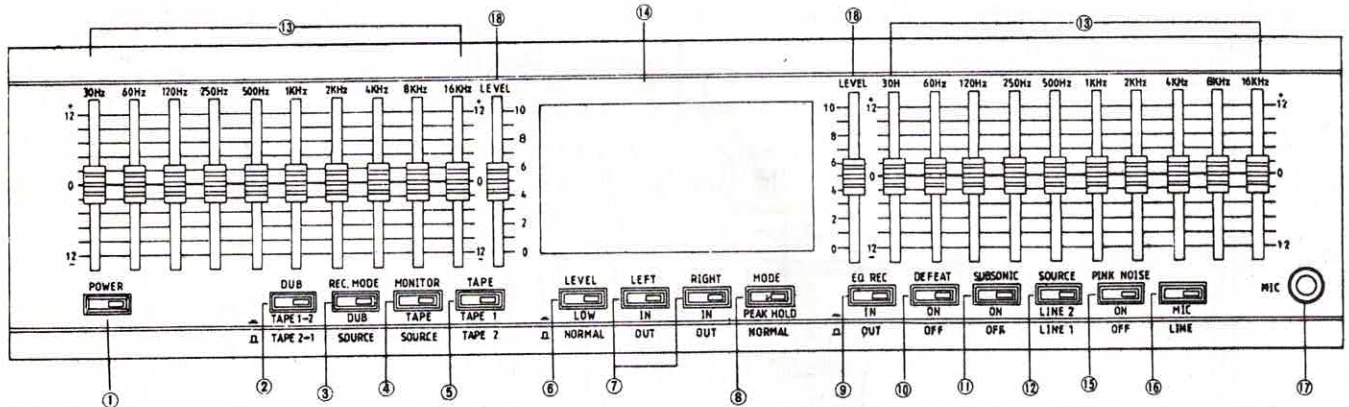 ⑬ ⑱ ⑭ ⑱ ⑬
30Hz 60Hz 120Hz 250Hz 500Hz 1KHz 2KHz 4KHz 8KHz 16KHz LEVEL LEVEL 30H 60Hz 120Hz 250Hz 500Hz 1KHz 2KHz 4KHz 8KHz 16KHz
+ + 10 10 + +
12 12 12 12
8 8
6 6
0 0 0 0
4 4
2 2
12 12 0 0 12 12
− − − −
POWER DUB REC. MODE MONITOR TAPE LEVEL LEFT RIGHT MODE EQ REC DEFEAT SUBSONIC SOURCE PINK NOISE MIC
TAPE 1-2 DUB TAPE TAPE 1 LOW IN IN PEAK HOLD IN ON ON LINE 2 ON MIC
TAPE 2-1 SOURCE SOURCE TAPE 2 NORMAL OUT OUT NORMAL OUT OFF OFF LINE 1 OFF LINE
① ② ③ ④ ⑤ ⑥ ⑦ ⑧ ⑨ ⑩ ⑪ ⑫ ⑮ ⑯ ⑰